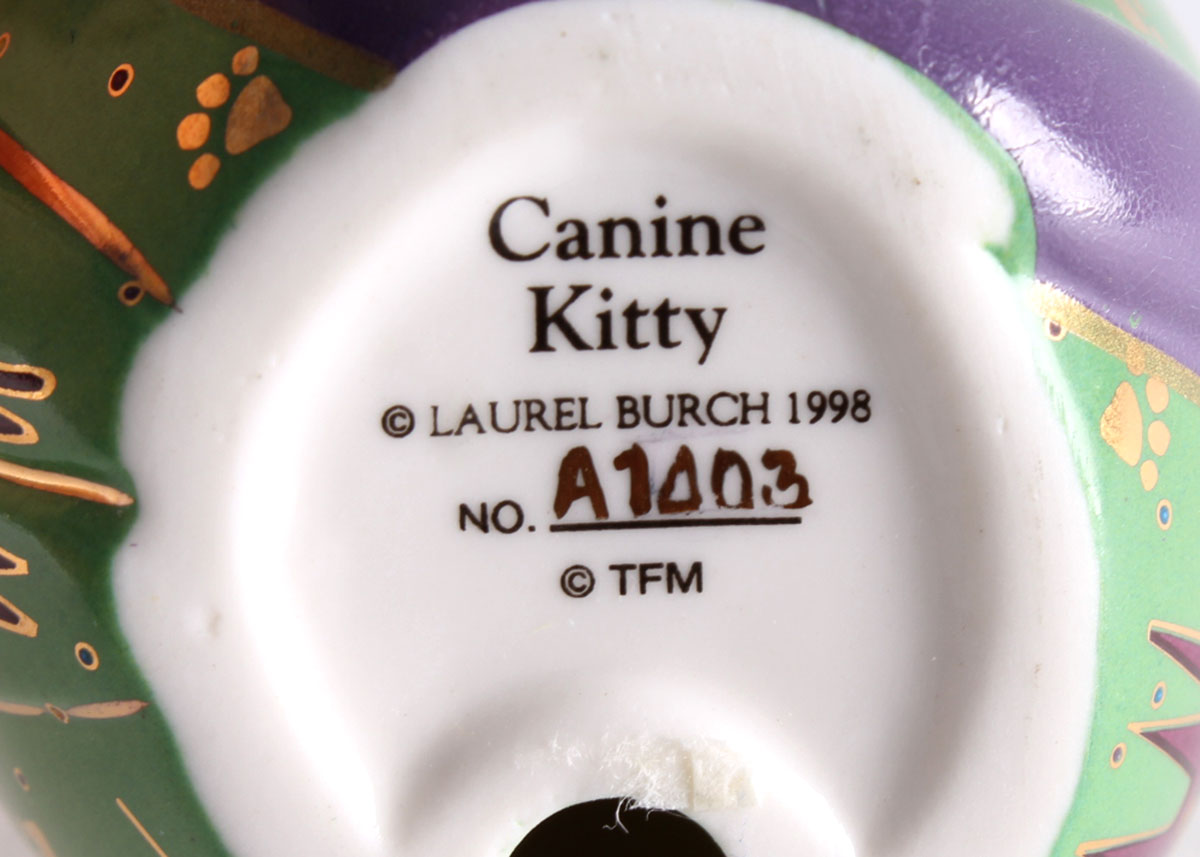 Canine
Kitty
© LAUREL BURCH 1998
NO. A1003
© TFM